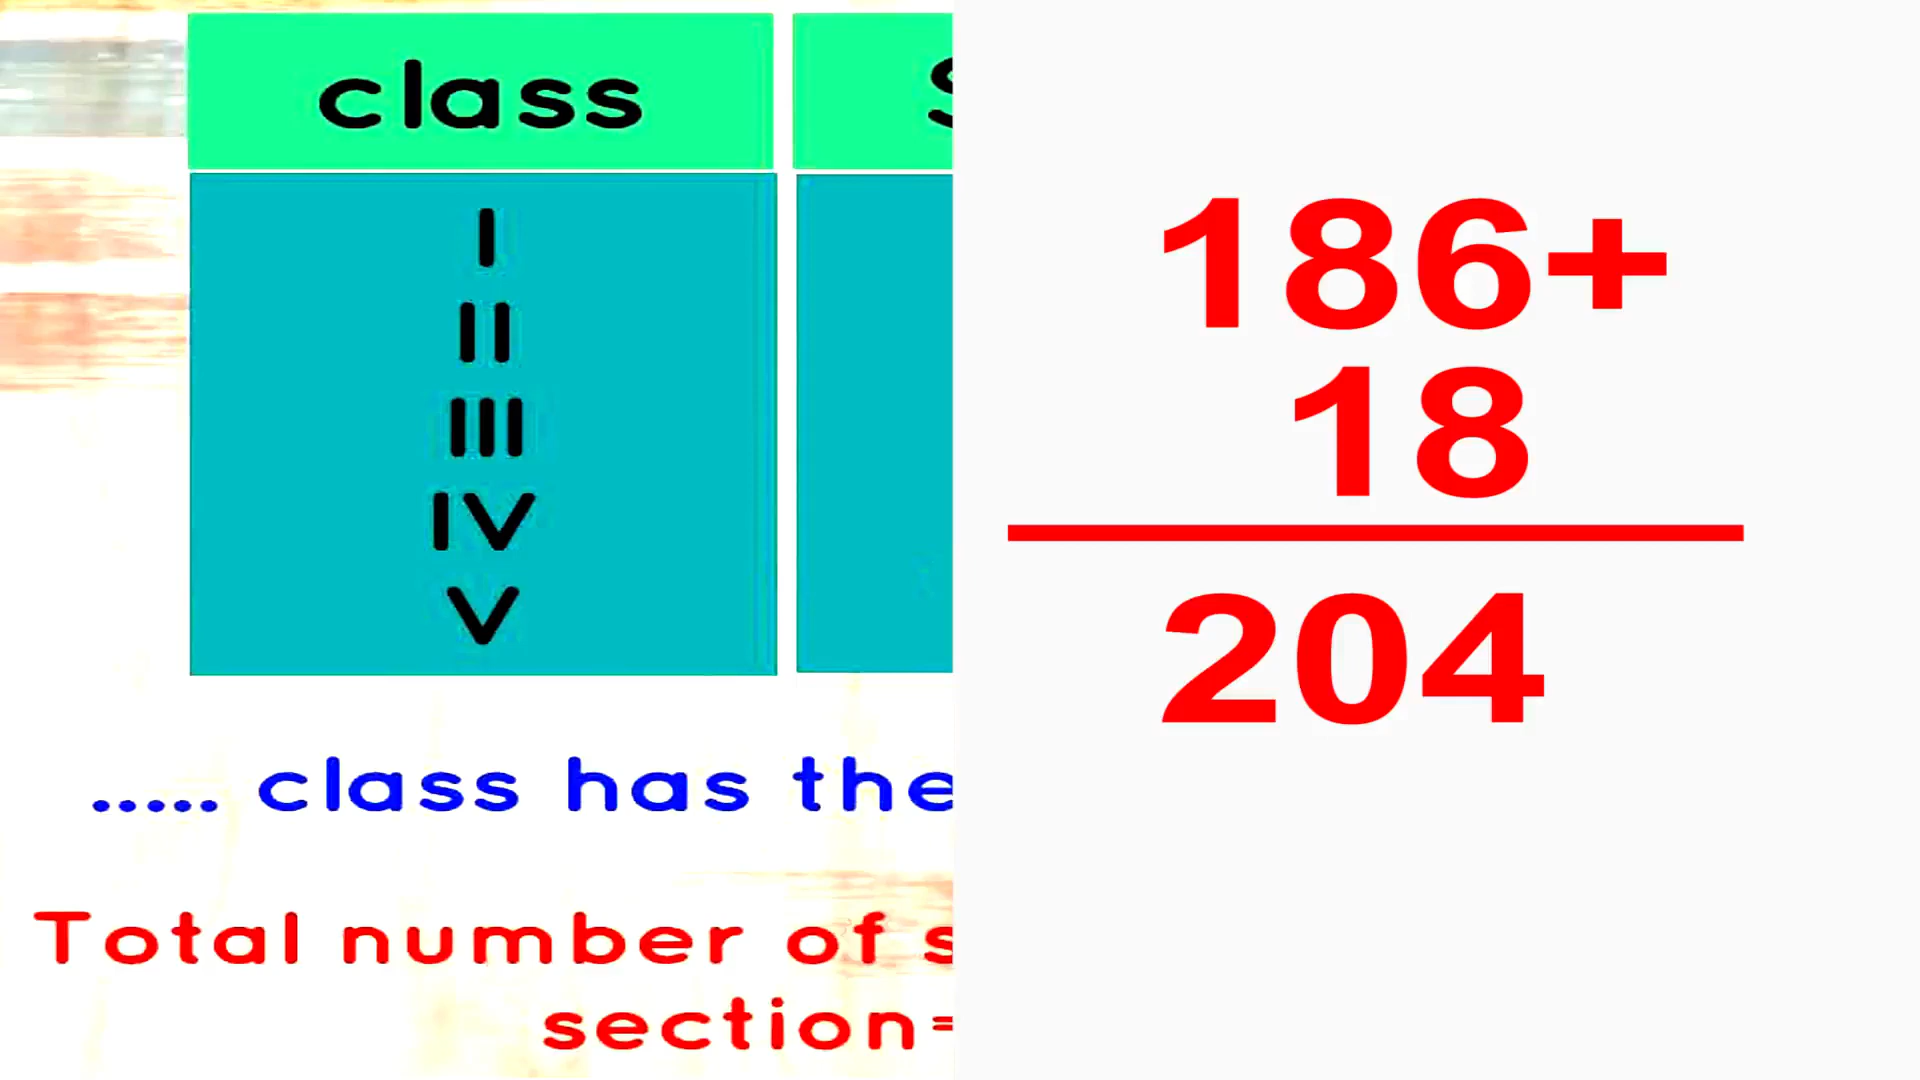 class
I
II
III
IV
V
..... class has the
Total number of
section=
186+
18
204